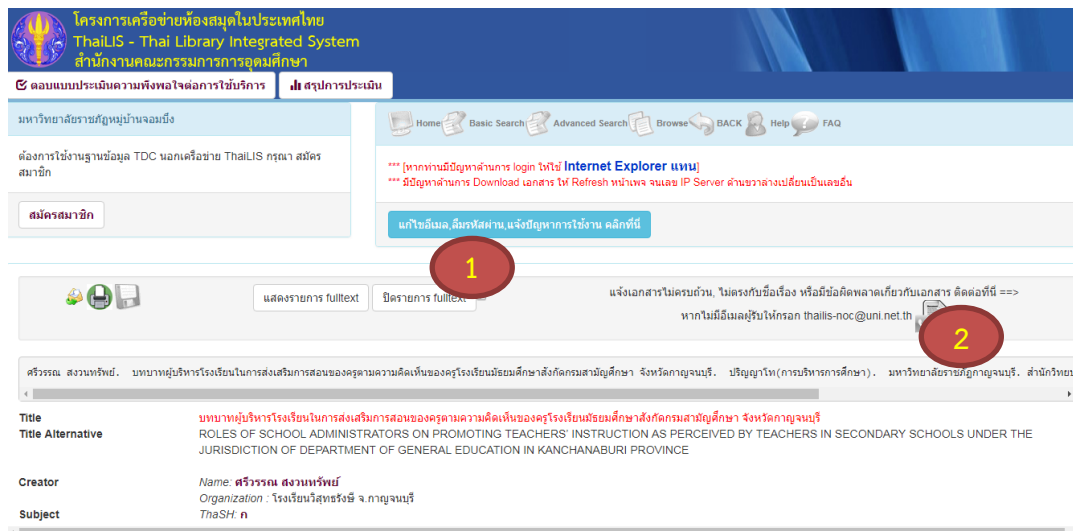 โครงการเครือข่ายห้องสมุดในประเทศไทย
ThaiLIS - Thai Library Integrated System
สำนักงานคณะกรรมการการอุดมศึกษา
ตอบแบบประเมินความพึงพอใจต่อการใช้บริการ
สรุปการประเมิน
มหาวิทยาลัยราชภัฏหมู่บ้านจอมบึง
ต้องการใช้งานฐานข้อมูล TDC นอกเครือข่าย ThaiLIS กรุณา สมัคร
สมาชิก
สมัครสมาชิก
Home Basic Search Advanced Search Browse BACK Help FAQ
*** [หากท่านมีปัญหาด้านการ login ให้ใช้ Internet Explorer แทน]
*** มีปัญหาด้านการ Download เอกสาร ให้ Refresh หน้าเพจ จนเลข IP Server ด้านขวาล่างเปลี่ยนเป็นเลขอื่น
แก้ไขอีเมล,ลืมรหัสผ่าน,แจ้งปัญหาการใช้งาน คลิกที่นี่
1
แสดงรายการ fulltext
ปิดรายการ fulltext
แจ้งเอกสารไม่ครบถ้วน, ไม่ตรงกับชื่อเรื่อง หรือมีข้อผิดพลาดเกี่ยวกับเอกสาร ติดต่อที่นี่ ==>
หากไม่มีอีเมลผู้รับให้กรอก thailis-noc@uni.net.th
2
ศรีวรรณ สงวนทรัพย์. บทบาทผู้บริหารโรงเรียนในการส่งเสริมการสอนของครูตามความคิดเห็นของครูโรงเรียนมัธยมศึกษาสังกัดกรมสามัญศึกษา จังหวัดกาญจนบุรี. ปริญญาโท(การบริหารการศึกษา). มหาวิทยาลัยราชภัฏกาญจนบุรี. สำนักวิทย
Title บทบาทผู้บริหารโรงเรียนในการส่งเสริมการสอนของครูตามความคิดเห็นของครูโรงเรียนมัธยมศึกษาสังกัดกรมสามัญศึกษา จังหวัดกาญจนบุรี
Title Alternative ROLES OF SCHOOL ADMINISTRATORS ON PROMOTING TEACHERS' INSTRUCTION AS PERCEIVED BY TEACHERS IN SECONDARY SCHOOLS UNDER THE
JURISDICTION OF DEPARTMENT OF GENERAL EDUCATION IN KANCHANABURI PROVINCE
Creator Name: ศรีวรรณ สงวนทรัพย์
Organization : โรงเรียนวิสุทธรังษี จ.กาญจนบุรี
Subject ThaSH: ก